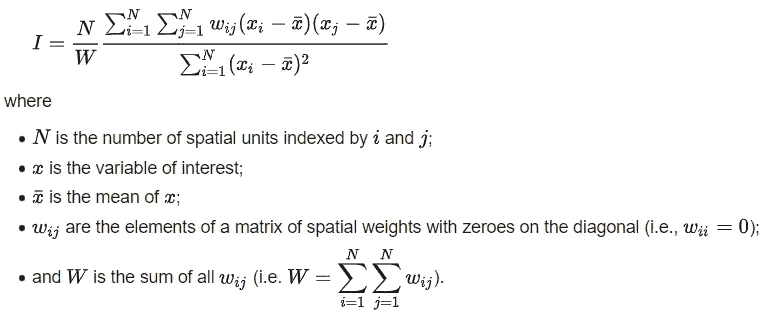 I = \frac{N}{W} \frac{\sum_{i=1}^{N} \sum_{j=1}^{N} w_{ij}(x_i - \bar{x})(x_j - \bar{x})}{\sum_{i=1}^{N}(x_i - \bar{x})^2}
where
• N is the number of spatial units indexed by i and j;
• x is the variable of interest;
• \bar{x} is the mean of x;
• w_{ij} are the elements of a matrix of spatial weights with zeroes on the diagonal (i.e., w_{ii} = 0);
• and W is the sum of all w_{ij} (i.e. W = \sum_{i=1}^{N} \sum_{j=1}^{N} w_{ij}).